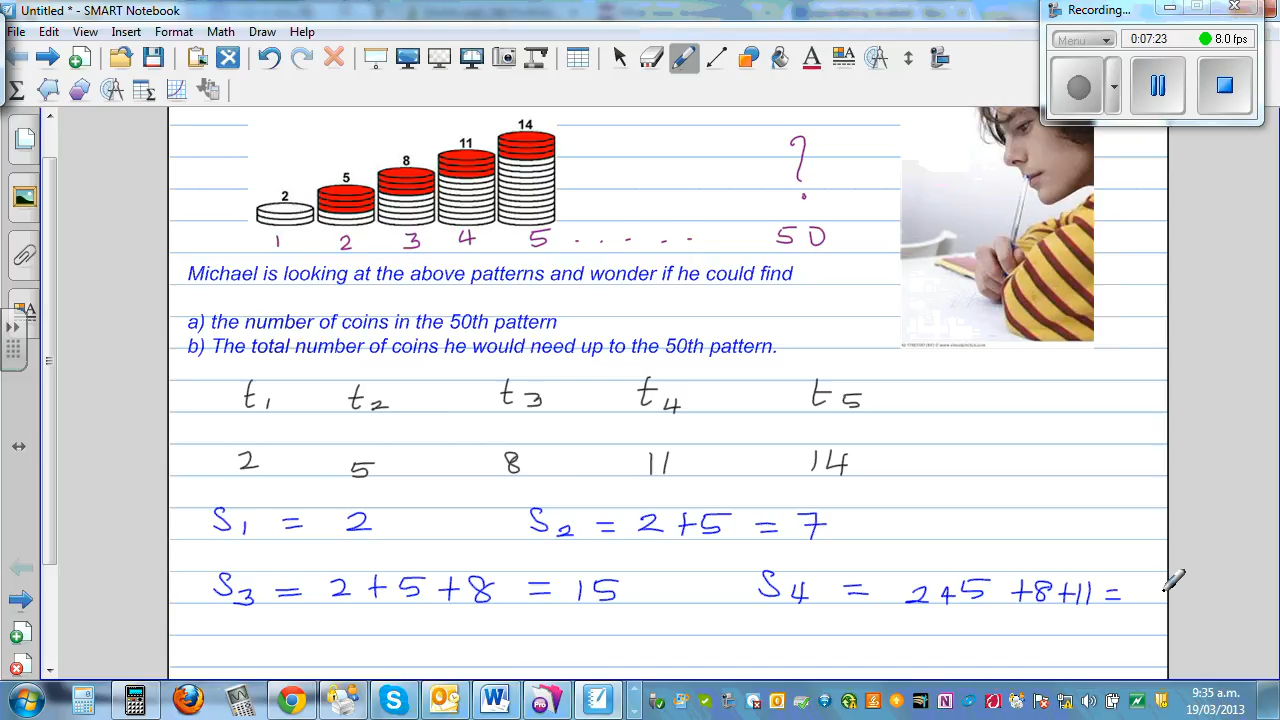 Untitled * - SMART Notebook
Recording...
File Edit View Insert Format Math Draw Help
Menu 0:07:23 8.0 fps
14
11
8
5
2
?
1 2 3 4 5 . . . . . 50
Michael is looking at the above patterns and wonder if he could find
a) the number of coins in the 50th pattern
b) The total number of coins he would need up to the 50th pattern.
t1 t2 t3 t4 t5
2 5 8 11 14
S1 = 2 S2 = 2+5 = 7
S3 = 2+5+8 = 15 S4 = 2+5+8+11=
9:35 a.m.
19/03/2013